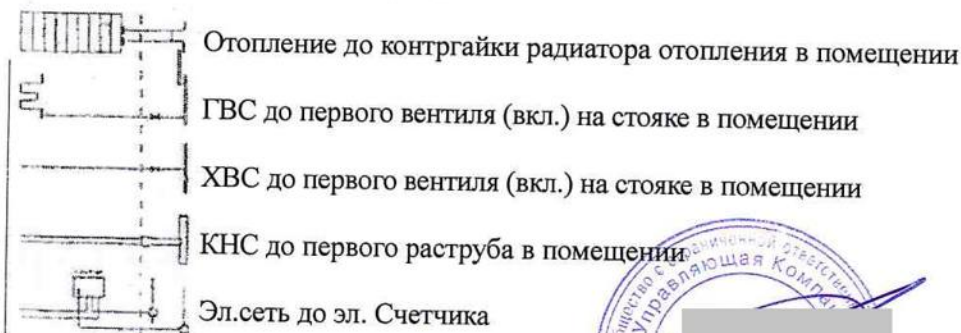 Отопление до контргайки радиатора отопления в помещении
ГВС до первого вентиля (вкл.) на стояке в помещении
ХВС до первого вентиля (вкл.) на стояке в помещении
КНС до первого раструба в помещении
Эл.сеть до эл. Счетчика
Управляющая